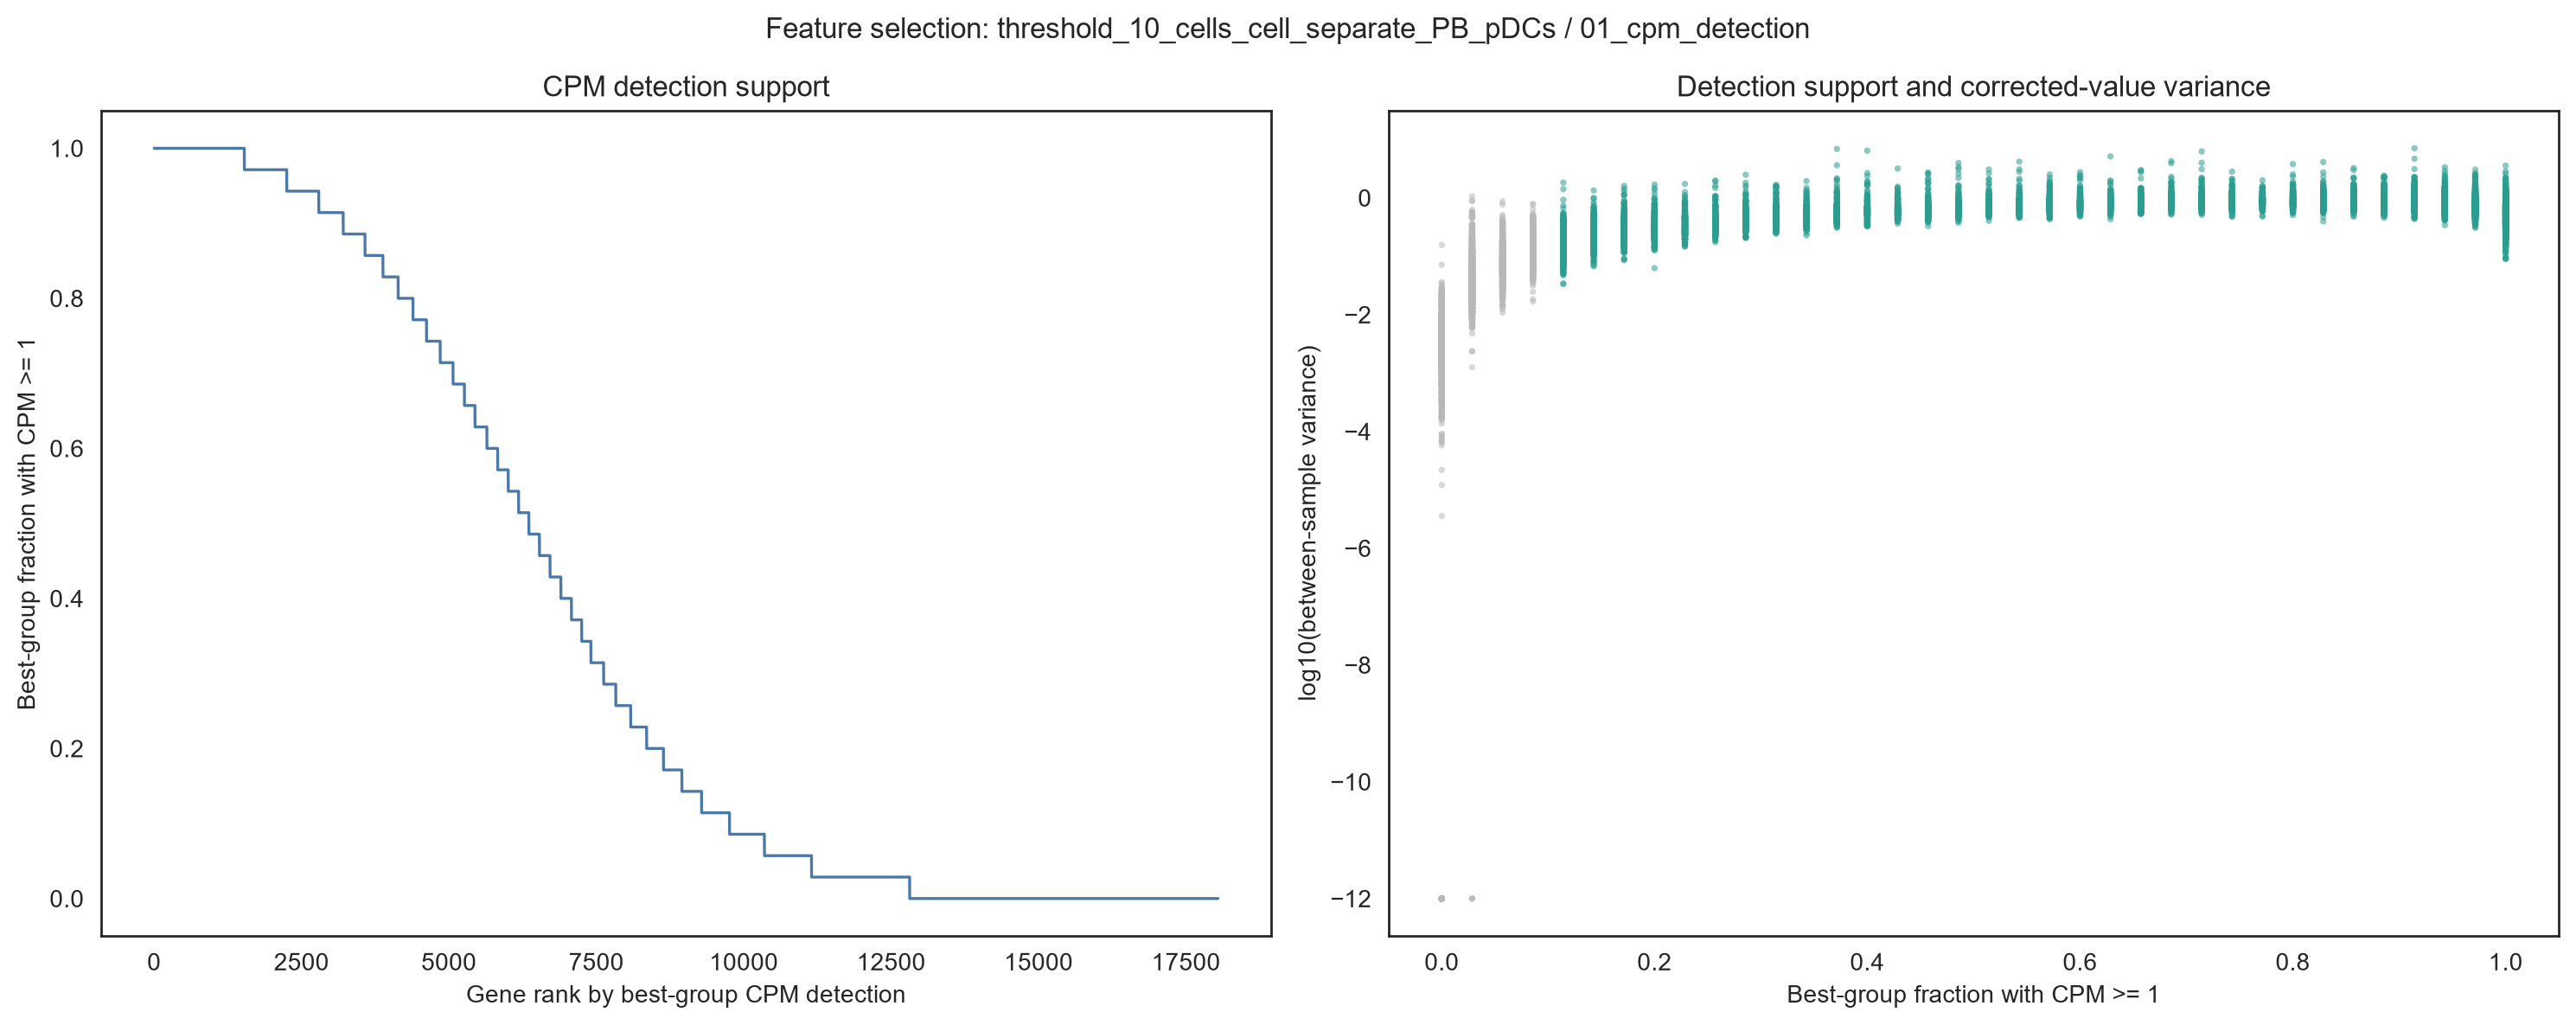 Feature selection: threshold_10_cells_cell_separate_PB_pDCs / 01_cpm_detection
CPM detection support
Best-group fraction with CPM >= 1
1.0
0.8
0.6
0.4
0.2
0.0
0 2500 5000 7500 10000 12500 15000 17500
Gene rank by best-group CPM detection
Detection support and corrected-value variance
log10(between-sample variance)
0
−2
−4
−6
−8
−10
−12
0.0 0.2 0.4 0.6 0.8 1.0
Best-group fraction with CPM >= 1